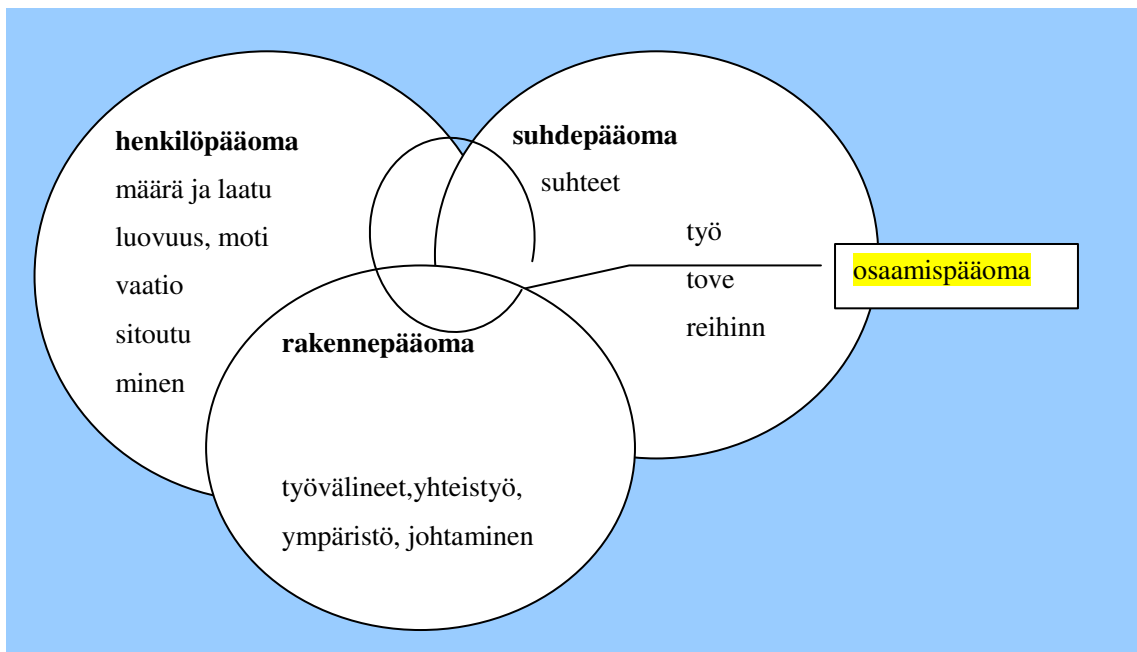 henkilöpääoma
määrä ja laatu
luovuus, moti
vaatio
sitoutu
minen
suhdepääoma
suhteet
työ
tove
reihinn
osaamispääoma
rakennepääoma
työvälineet,yhteistyö,
ympäristö, johtaminen